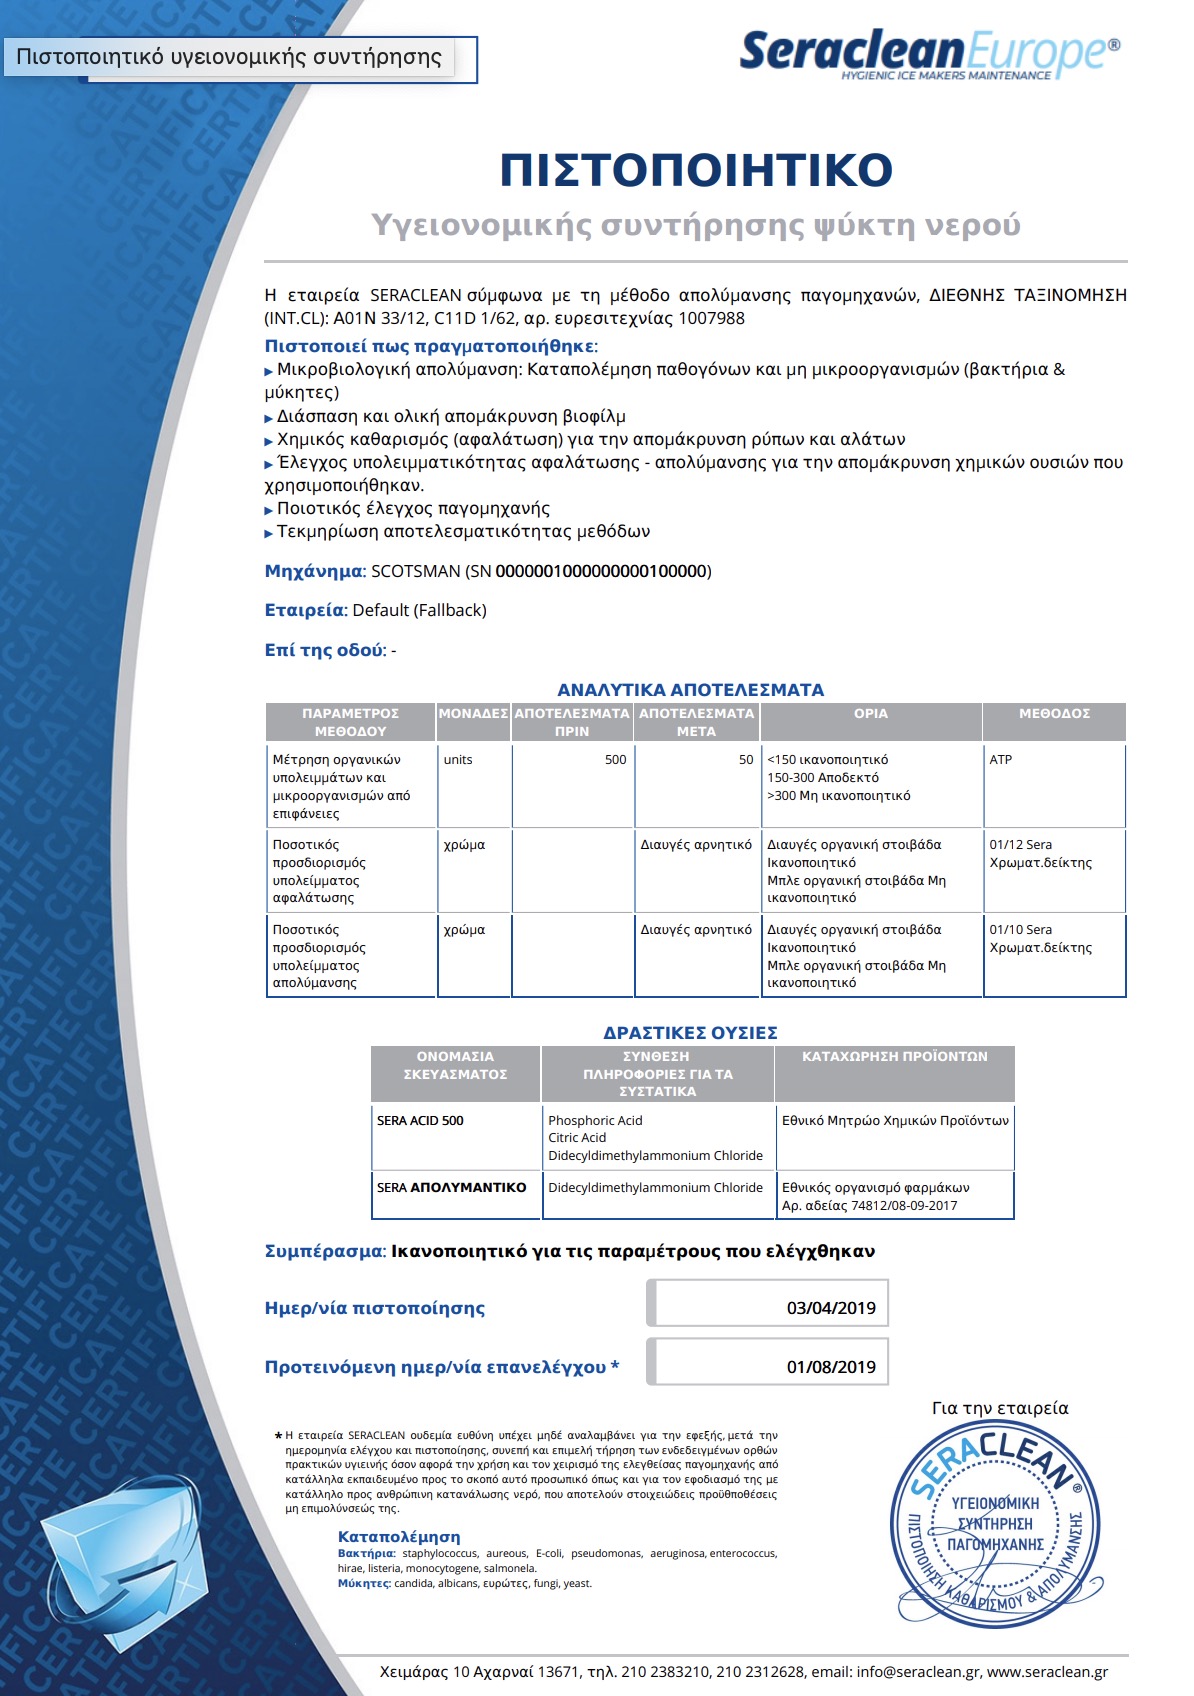 Πιστοποιητικό υγειονομικής συντήρησης
SeracleanEurope®
HYGIENIC ICE MAKERS MAINTENANCE
ΠΙΣΤΟΠΟΙΗΤΙΚΟ
Υγειονομικής συντήρησης ψύκτη νερού
Η εταιρεία SERACLEAN σύμφωνα με τη μέθοδο απολύμανσης παγομηχανών, ΔΙΕΘΝΗΣ ΤΑΞΙΝΟΜΗΣΗ
(INT.CL): A01N 33/12, C11D 1/62, αρ. ευρεσιτεχνίας 1007988
Πιστοποιεί πως πραγματοποιήθηκε:
▶ Μικροβιολογική απολύμανση: Καταπολέμηση παθογόνων και μη μικροοργανισμών (βακτήρια &
μύκητες)
▶ Διάσπαση και ολική απομάκρυνση βιοφίλμ
▶ Χημικός καθαρισμός (αφαλάτωση) για την απομάκρυνση ρύπων και αλάτων
▶ Έλεγχος υπολειμματικότητας αφαλάτωσης - απολύμανσης για την απομάκρυνση χημικών ουσιών που
χρησιμοποιήθηκαν.
▶ Ποιοτικός έλεγχος παγομηχανής
▶ Τεκμηρίωση αποτελεσματικότητας μεθόδων
Μηχάνημα: SCOTSMAN (SN 0000001000000000100000)
Εταιρεία: Default (Fallback)
Επί της οδού: -
ΑΝΑΛΥΤΙΚΑ ΑΠΟΤΕΛΕΣΜΑΤΑ
ΠΑΡΑΜΕΤΡΟΣ ΜΕΘΟΔΟΥ
ΜΟΝΑΔΕΣ
ΑΠΟΤΕΛΕΣΜΑΤΑ ΠΡΙΝ
ΑΠΟΤΕΛΕΣΜΑΤΑ ΜΕΤΑ
ΟΡΙΑ
ΜΕΘΟΔΟΣ
Μέτρηση οργανικών
υπολειμμάτων και
μικροοργανισμών από
επιφάνειες
units
500
50
<150 ικανοποιητικό
150-300 Αποδεκτό
>300 Μη ικανοποιητικό
ATP
Ποσοτικός
προσδιορισμός
υπολείμματος
αφαλάτωσης
χρώμα
Διαυγές αρνητικό
Διαυγές οργανική στοιβάδα
Ικανοποιητικό
Μπλε οργανική στοιβάδα Μη
ικανοποιητικό
01/12 Sera
Χρωματ.δείκτης
Ποσοτικός
προσδιορισμός
υπολείμματος
απολύμανσης
χρώμα
Διαυγές αρνητικό
Διαυγές οργανική στοιβάδα
Ικανοποιητικό
Μπλε οργανική στοιβάδα Μη
ικανοποιητικό
01/10 Sera
Χρωματ.δείκτης
ΔΡΑΣΤΙΚΕΣ ΟΥΣΙΕΣ
ΟΝΟΜΑΣΙΑ
ΣΚΕΥΑΣΜΑΤΟΣ
ΣΥΝΘΕΣΗ
ΠΛΗΡΟΦΟΡΙΕΣ ΓΙΑ ΤΑ
ΣΥΣΤΑΤΙΚΑ
ΚΑΤΑΧΩΡΗΣΗ ΠΡΟΪΟΝΤΩΝ
SERA ACID 500
Phosphoric Acid
Citric Acid
Didecyldimethylammonium Chloride
Εθνικό Μητρώο Χημικών Προϊόντων
SERA ΑΠΟΛΥΜΑΝΤΙΚΟ
Didecyldimethylammonium Chloride
Εθνικός οργανισμό φαρμάκων
Αρ. αδείας 74812/08-09-2017
Συμπέρασμα: Ικανοποιητικό για τις παραμέτρους που ελέγχθηκαν
Ημερ/νία πιστοποίησης
03/04/2019
Προτεινόμενη ημερ/νία επανελέγχου *
01/08/2019
Για την εταιρεία
* Η εταιρεία SERACLEAN ουδεμία ευθύνη υπέχει μηδέ αναλαμβάνει για την εφεξής, μετά την
ημερομηνία ελέγχου και πιστοποίησης, συνεπή και επιμελή τήρηση των ενδεδειγμένων ορθών
πρακτικών υγιεινής όσον αφορά την χρήση και τον χειρισμό της ελεγθείσας παγομηχανής από
κατάλληλα εκπαιδευμένο προς το σκοπό αυτό προσωπικό όπως και για τον εφοδιασμό της με
κατάλληλο προς ανθρώπινη κατανάλωσης νερό, που αποτελούν στοιχειώδεις προϋθποθέσεις
μη επιμολύνσεώς της.
Καταπολέμηση
Βακτήρια: staphylococcus, aureous, E-coli, pseudomonas, aeruginosa, enterococcus,
hirae, listeria, monocytogene, salmonela.
Μύκητες: candida, albicans, ευρώτες, fungi, yeast.
SERACLEAN®
ΥΓΕΙΟΝΟΜΙΚΗ
ΣΥΝΤΗΡΗΣΗ
ΠΑΓΟΜΗΧΑΝΗΣ
ΠΙΣΤΟΠΟΙΗΣΗ ΚΑΘΑΡΙΣΜΟΥ & ΑΠΟΛΥΜΑΝΣΗΣ
Χειμάρας 10 Αχαρναί 13671, τηλ. 210 2383210, 210 2312628, email: info@seraclean.gr, www.seraclean.gr